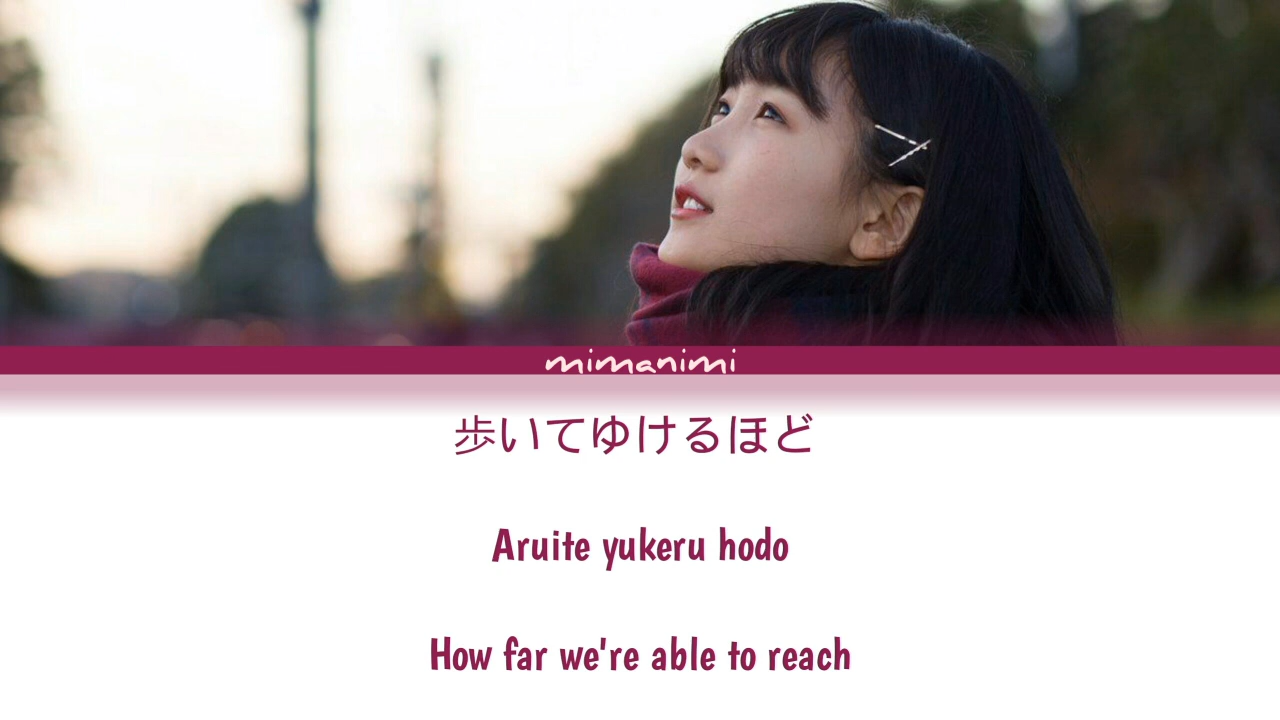 mimanimi
歩いてゆけるほど
Aruite yukeru hodo
How far we're able to reach